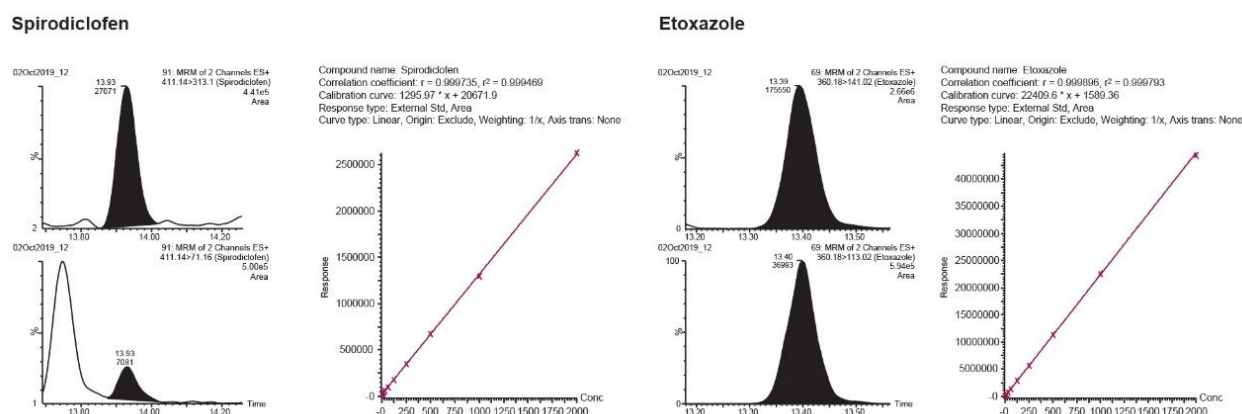 Spirodiclofen
02Oct2019_12
91: MRM of 2 Channels ES+
411.14>313.1 (Spirodiclofen)
4.41e5
Area
13.93
27071
%
2
13.80 14.00 14.20
02Oct2019_12
91: MRM of 2 Channels ES+
411.14>71.16 (Spirodiclofen)
5.00e5
Area
13.93
7081
%
1
13.80 14.00 14.20
Time
Compound name: Spirodiclofen
Correlation coefficient: r = 0.999735, r² = 0.999469
Calibration curve: 1295.97 * x + 20671.9
Response type: External Std, Area
Curve type: Linear, Origin: Exclude, Weighting: 1/x, Axis trans: None
2500000
2000000
1500000
1000000
500000
-0
Response
-0 250 500 750 1000 1250 1500 1750 2000
Conc
Etoxazole
02Oct2019_12
69: MRM of 2 Channels ES+
360.18>141.02 (Etoxazole)
2.66e6
Area
13.39
175550
%
0
13.20 13.30 13.40 13.50
02Oct2019_12
69: MRM of 2 Channels ES+
360.18>113.02 (Etoxazole)
5.94e5
Area
100
13.40
36993
%
0
13.20 13.30 13.40 13.50
Time
Compound name: Etoxazole
Correlation coefficient: r = 0.999896, r² = 0.999793
Calibration curve: 22409.6 * x + 1589.36
Response type: External Std, Area
Curve type: Linear, Origin: Exclude, Weighting: 1/x, Axis trans: None
40000000
35000000
30000000
25000000
20000000
15000000
10000000
5000000
-0
Response
-0 250 500 750 1000 1250 1500 1750 2000
Conc